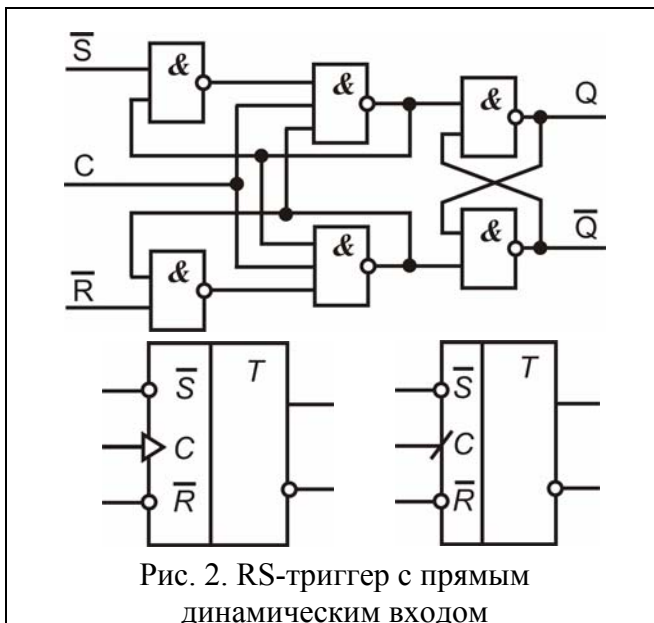 S̅ & & & Q
C
R̅ & & & Q̅
S̅ T S̅ T
C C
R̅ R̅
Рис. 2. RS-триггер с прямым
динамическим входом